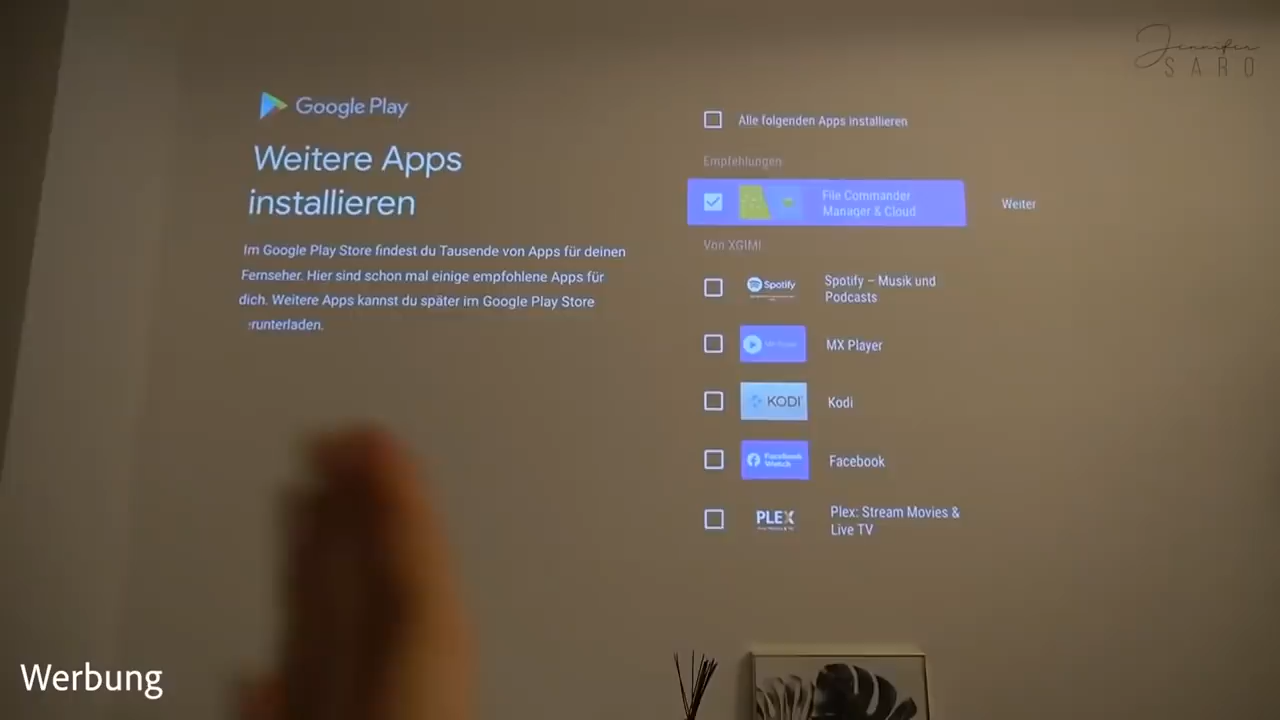 Jennifer
SARO
Google Play
Weitere Apps
installieren
Im Google Play Store findest du Tausende von Apps für deinen
Fernseher. Hier sind schon mal einige empfohlene Apps für
dich. Weitere Apps kannst du später im Google Play Store
runterladen.
Alle folgenden Apps installieren
Empfehlungen
File Commander
Manager & Cloud
Weiter
Von XGIMI
Spotify
Spotify – Musik und
Podcasts
MX Player
KODI
Kodi
Facebook
Watch
Facebook
PLEX
Plex: Stream Movies &
Live TV
Werbung